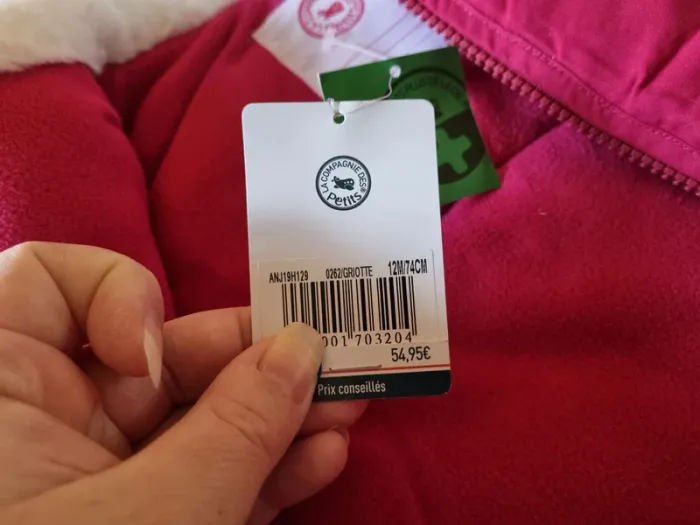 LA COMPAGNIE DES
Petits
ANJ19H129 0262/GRIOTTE 12M/74CM
001 703204
54,95€
Prix conseillés